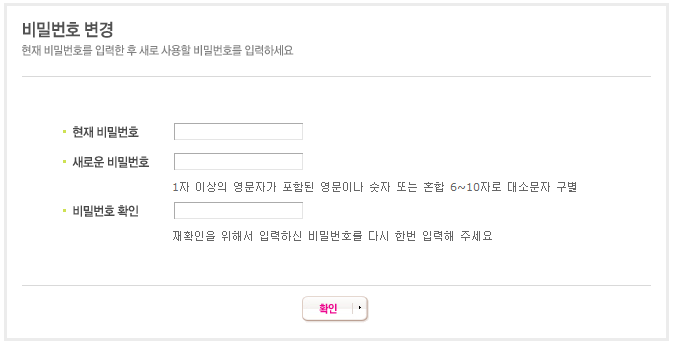 비밀번호 변경
현재 비밀번호를 입력한 후 새로 사용할 비밀번호를 입력하세요
현재 비밀번호
새로운 비밀번호
1자 이상의 영문자가 포함된 영문이나 숫자 또는 혼합 6~10자로 대소문자 구별
비밀번호 확인
재확인을 위해서 입력하신 비밀번호를 다시 한번 입력해 주세요
확인